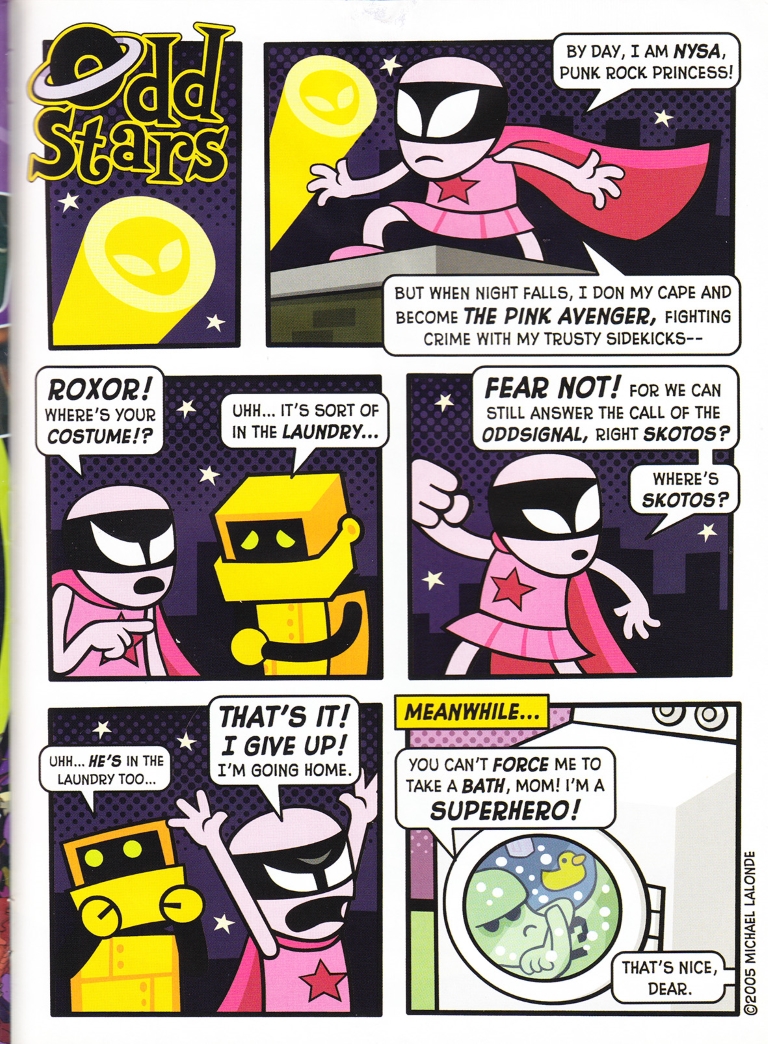 Odd
Stars
BY DAY, I AM NYSA,
PUNK ROCK PRINCESS!
BUT WHEN NIGHT FALLS, I DON MY CAPE AND
BECOME THE PINK AVENGER, FIGHTING
CRIME WITH MY TRUSTY SIDEKICKS--
ROXOR!
WHERE'S YOUR
COSTUME!?
UHH... IT'S SORT OF
IN THE LAUNDRY...
FEAR NOT! FOR WE CAN
STILL ANSWER THE CALL OF THE
ODDSIGNAL, RIGHT SKOTOS?
WHERE'S
SKOTOS?
UHH... HE'S IN THE
LAUNDRY TOO...
THAT'S IT!
I GIVE UP!
I'M GOING HOME.
MEANWHILE...
YOU CAN'T FORCE ME TO
TAKE A BATH, MOM! I'M A
SUPERHERO!
THAT'S NICE,
DEAR.
©2005 MICHAEL LALONDE